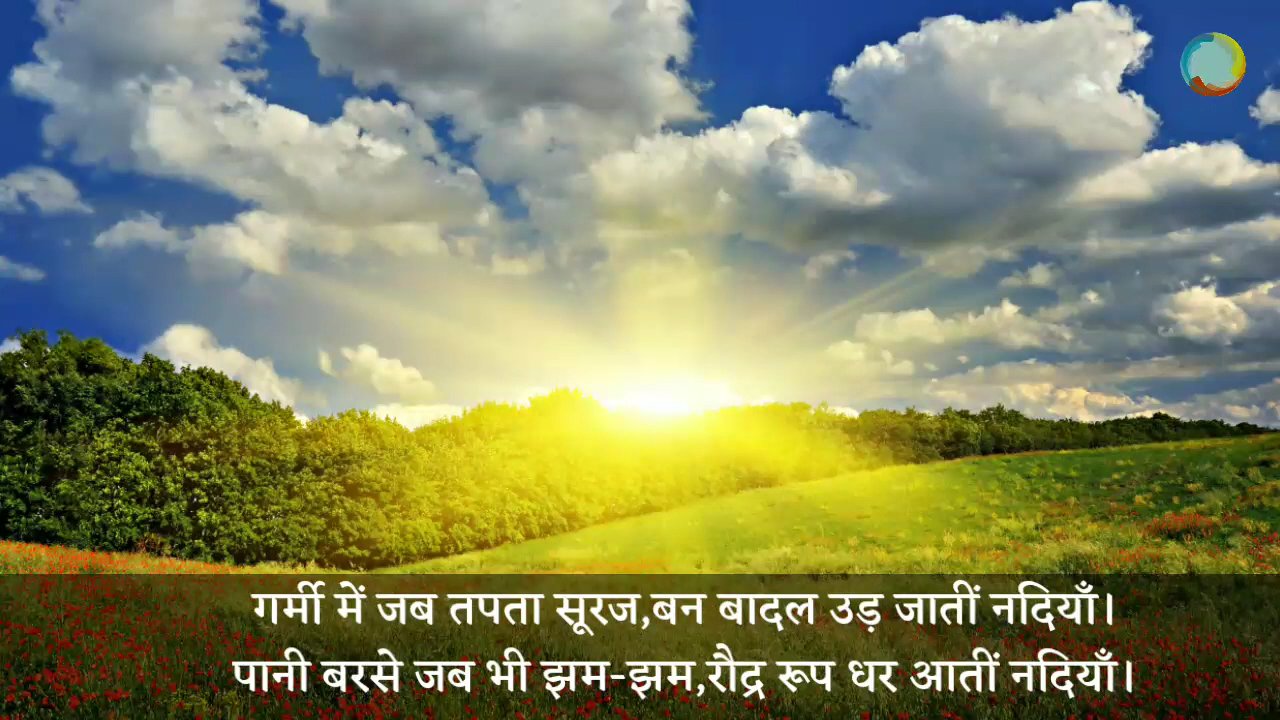 गर्मी में जब तपता सूरज,बन बादल उड़ जातीं नदियाँ।
पानी बरसे जब भी झम-झम,रौद्र रूप धर आतीं नदियाँ।